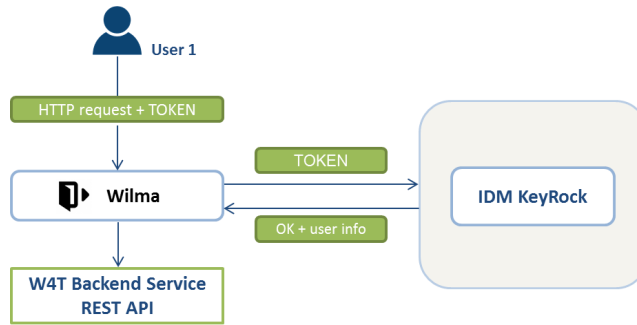 User 1
HTTP request + TOKEN
TOKEN
Wilma
IDM KeyRock
OK + user info
W4T Backend Service
REST API